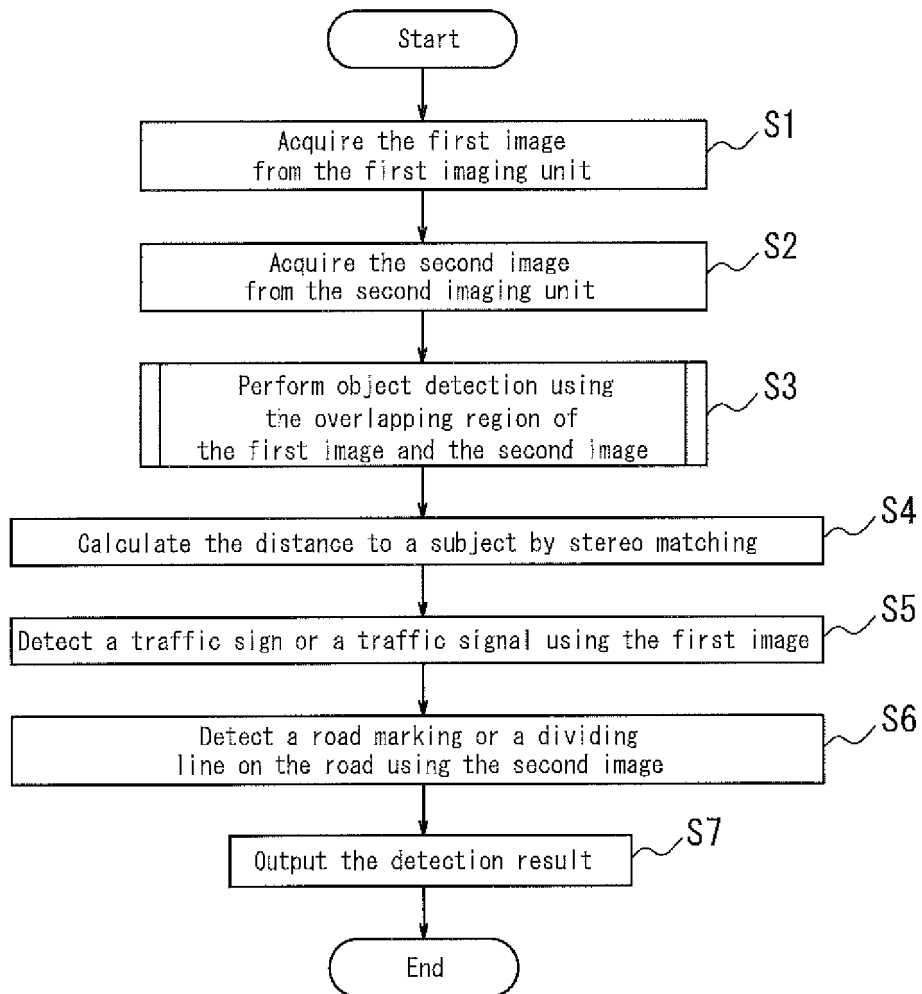 Start
Acquire the first image
from the first imaging unit
S1
Acquire the second image
from the second imaging unit
S2
Perform object detection using
the overlapping region of
the first image and the second image
S3
Calculate the distance to a subject by stereo matching
S4
Detect a traffic sign or a traffic signal using the first image
S5
Detect a road marking or a dividing
line on the road using the second image
S6
Output the detection result
S7
End